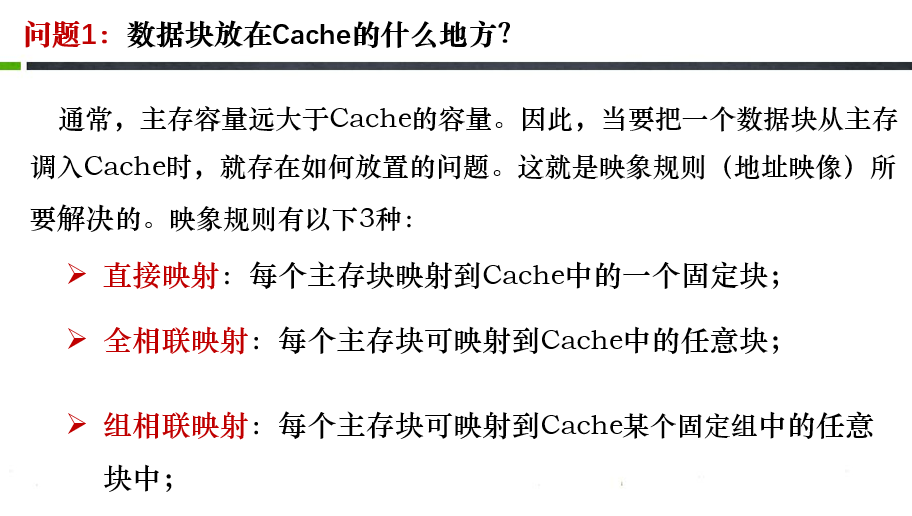 问题1：数据块放在Cache的什么地方？
通常，主存容量远大于Cache的容量。因此，当要把一个数据块从主存
调入Cache时，就存在如何放置的问题。这就是映象规则（地址映像）所
要解决的。映象规则有以下3种：
➢ 直接映射：每个主存块映射到Cache中的一个固定块；
➢ 全相联映射：每个主存块可映射到Cache中的任意块；
➢ 组相联映射：每个主存块可映射到Cache某个固定组中的任意
块中；